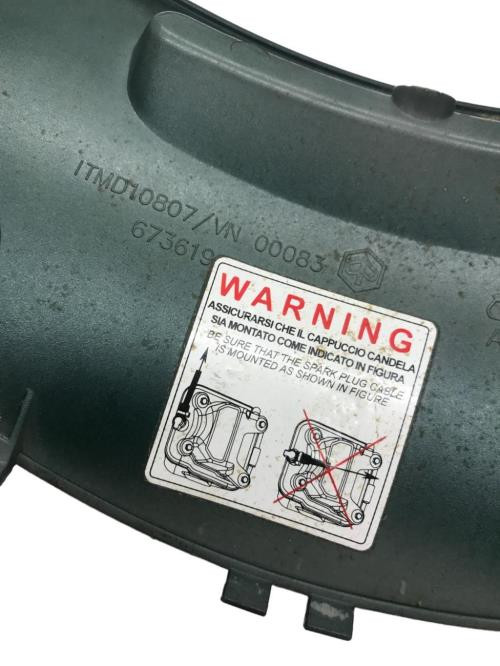 ITMD10807/VN 00083
673619
WARNING
ASSICURARSI CHE IL CAPPUCCIO CANDELA
SIA MONTATO COME INDICATO IN FIGURA
BE SURE THAT THE SPARK PLUG CABLE
IS MOUNTED AS SHOWN IN FIGURE